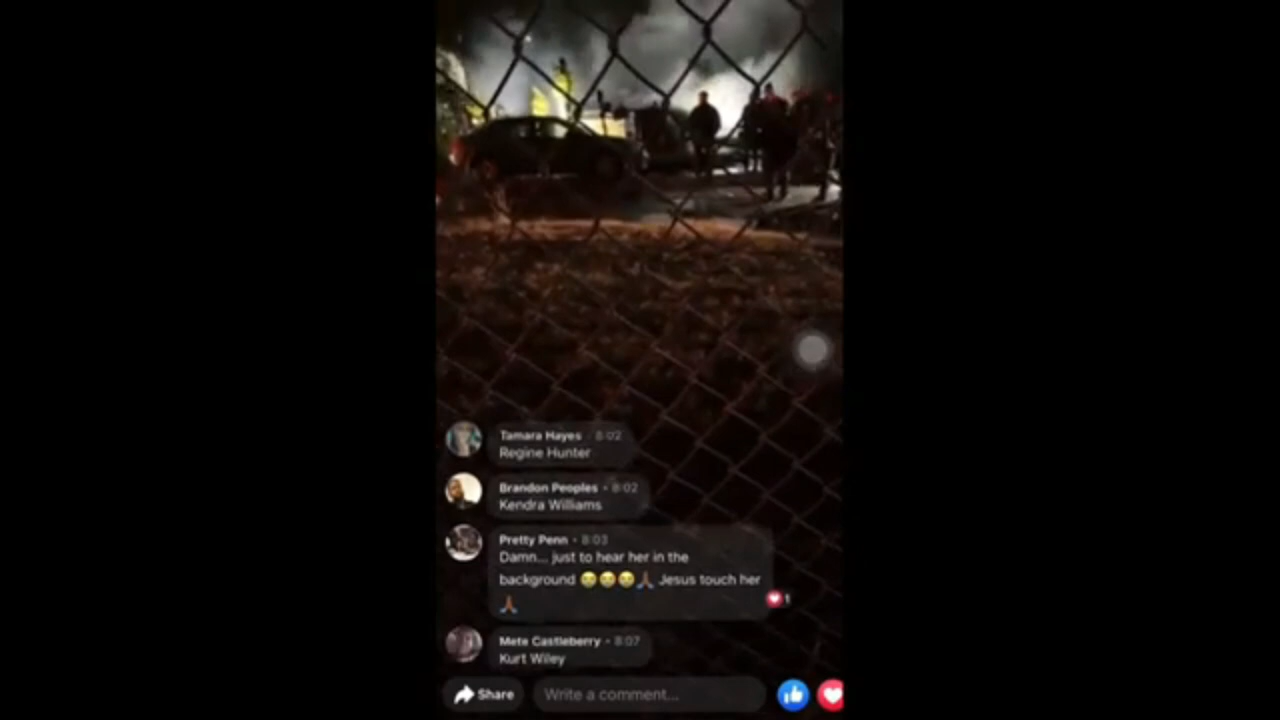 Tamara Hayes · 8:02
Regine Hunter
Brandon Peoples · 8:02
Kendra Williams
Pretty Penn · 8:03
Damn... just to hear her in the
background 😭😭😭🙏🏾 Jesus touch her
🙏🏾
1
Mete Castleberry · 8:07
Kurt Wiley
Share
Write a comment...